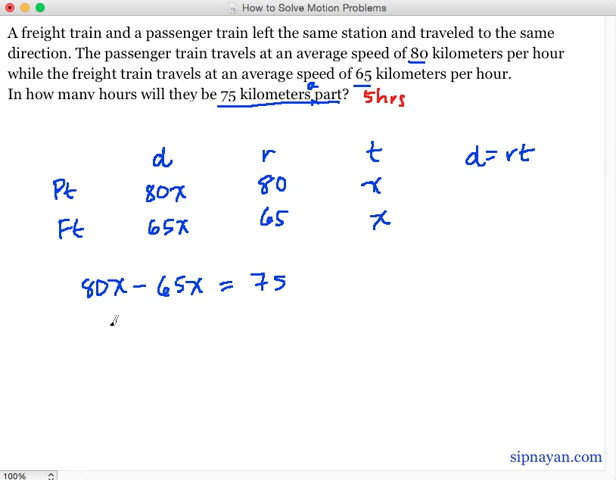 How to Solve Motion Problems
A freight train and a passenger train left the same station and traveled to the same
direction. The passenger train travels at an average speed of 80 kilometers per hour
while the freight train travels at an average speed of 65 kilometers per hour.
a
In how many hours will they be 75 kilometers part? 5hrs
d r t d = rt
Pt 80x 80 x
Ft 65x 65 x
80x - 65x = 75
sipnayan.com
100%